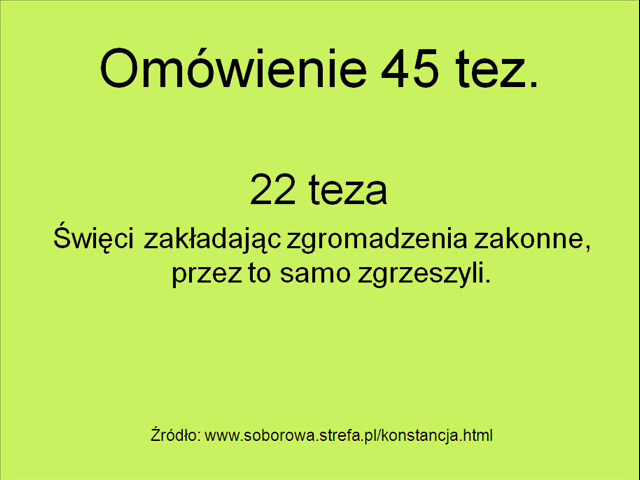 Omówienie 45 tez.
22 teza
Święci zakładając zgromadzenia zakonne,
przez to samo zgrzeszyli.
Źródło: www.soborowa.strefa.pl/konstancja.html